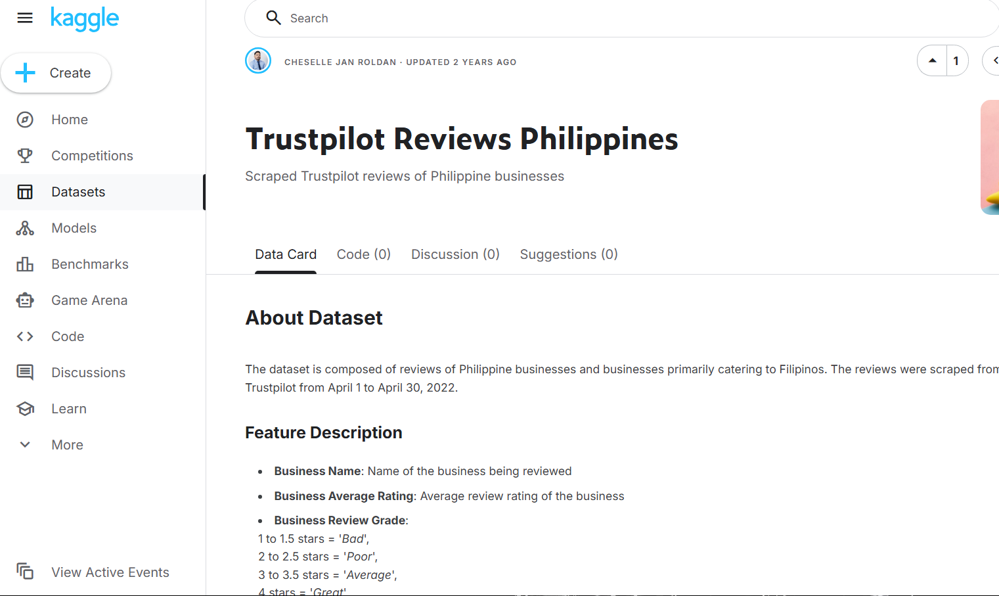 kaggle
Search
Create
CHESELLE JAN ROLDAN · UPDATED 2 YEARS AGO
1
Home
Competitions
Datasets
Models
Benchmarks
Game Arena
Code
Discussions
Learn
More
View Active Events
Trustpilot Reviews Philippines
Scraped Trustpilot reviews of Philippine businesses
Data Card Code (0) Discussion (0) Suggestions (0)
About Dataset
The dataset is composed of reviews of Philippine businesses and businesses primarily catering to Filipinos. The reviews were scraped from
Trustpilot from April 1 to April 30, 2022.
Feature Description
• Business Name: Name of the business being reviewed
• Business Average Rating: Average review rating of the business
• Business Review Grade:
1 to 1.5 stars = 'Bad',
2 to 2.5 stars = 'Poor',
3 to 3.5 stars = 'Average',
4 stars = 'Great'